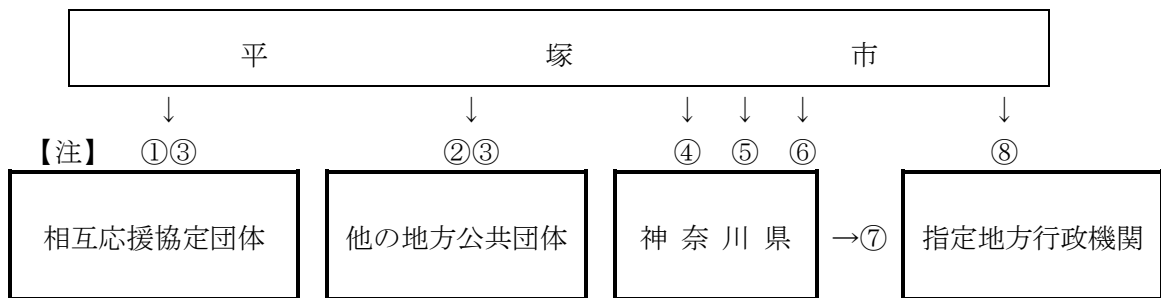 平 塚 市
↓ ↓ ↓ ↓ ↓ ↓
【注】 ①③ ②③ ④ ⑤ ⑥ ⑧
相互応援協定団体 他の地方公共団体 神 奈 川 県 →⑦ 指定地方行政機関